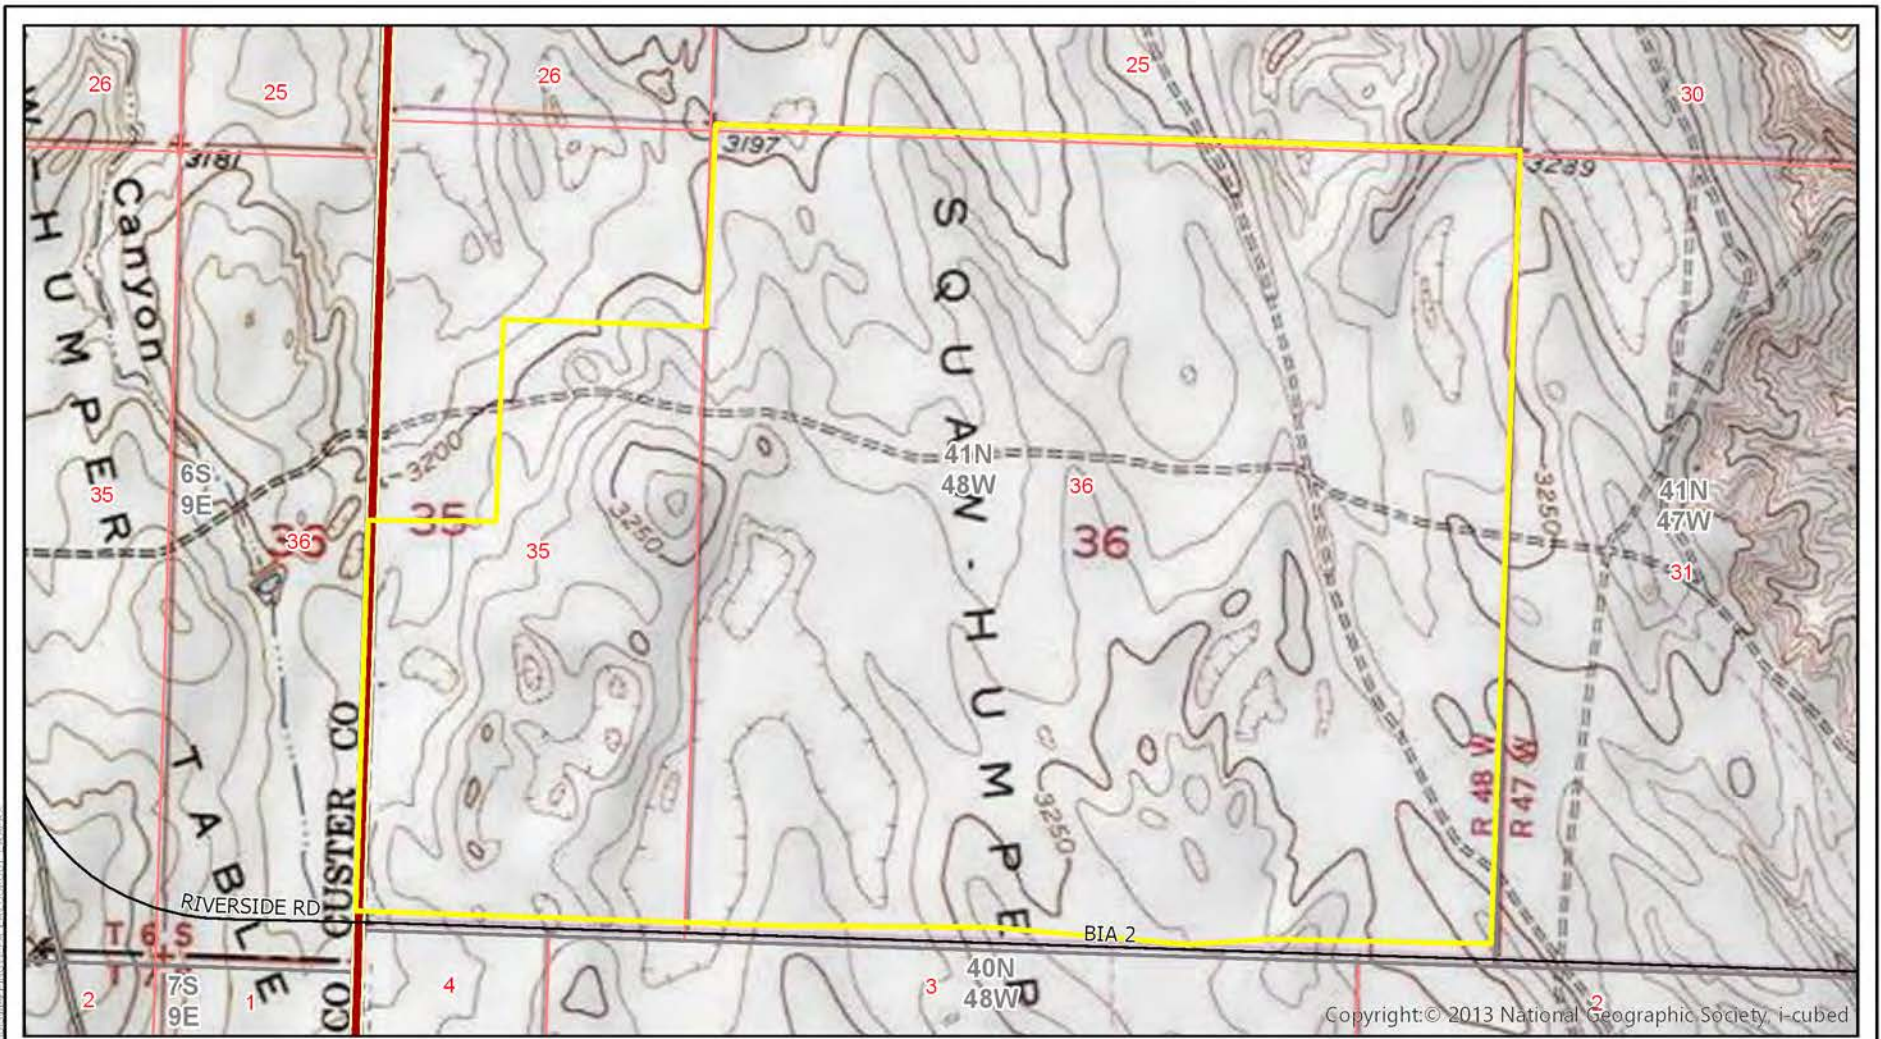 26
25
26
25
30
3181
3197
3289
Canyon
W-HUMPER
TABLE
SQUAW-HUMPER
3200
6S
9E
35
36
36
35
35
3250
41N
48W
36
36
3250
41N
47W
31
R 48 W
R 47 W
3250
CUSTER CO
CO
RIVERSIDE RD
BIA 2
T 6 S
7S
9E
2
1
4
3
40N
48W
2
Copyright:© 2013 National Geographic Society, i-cubed